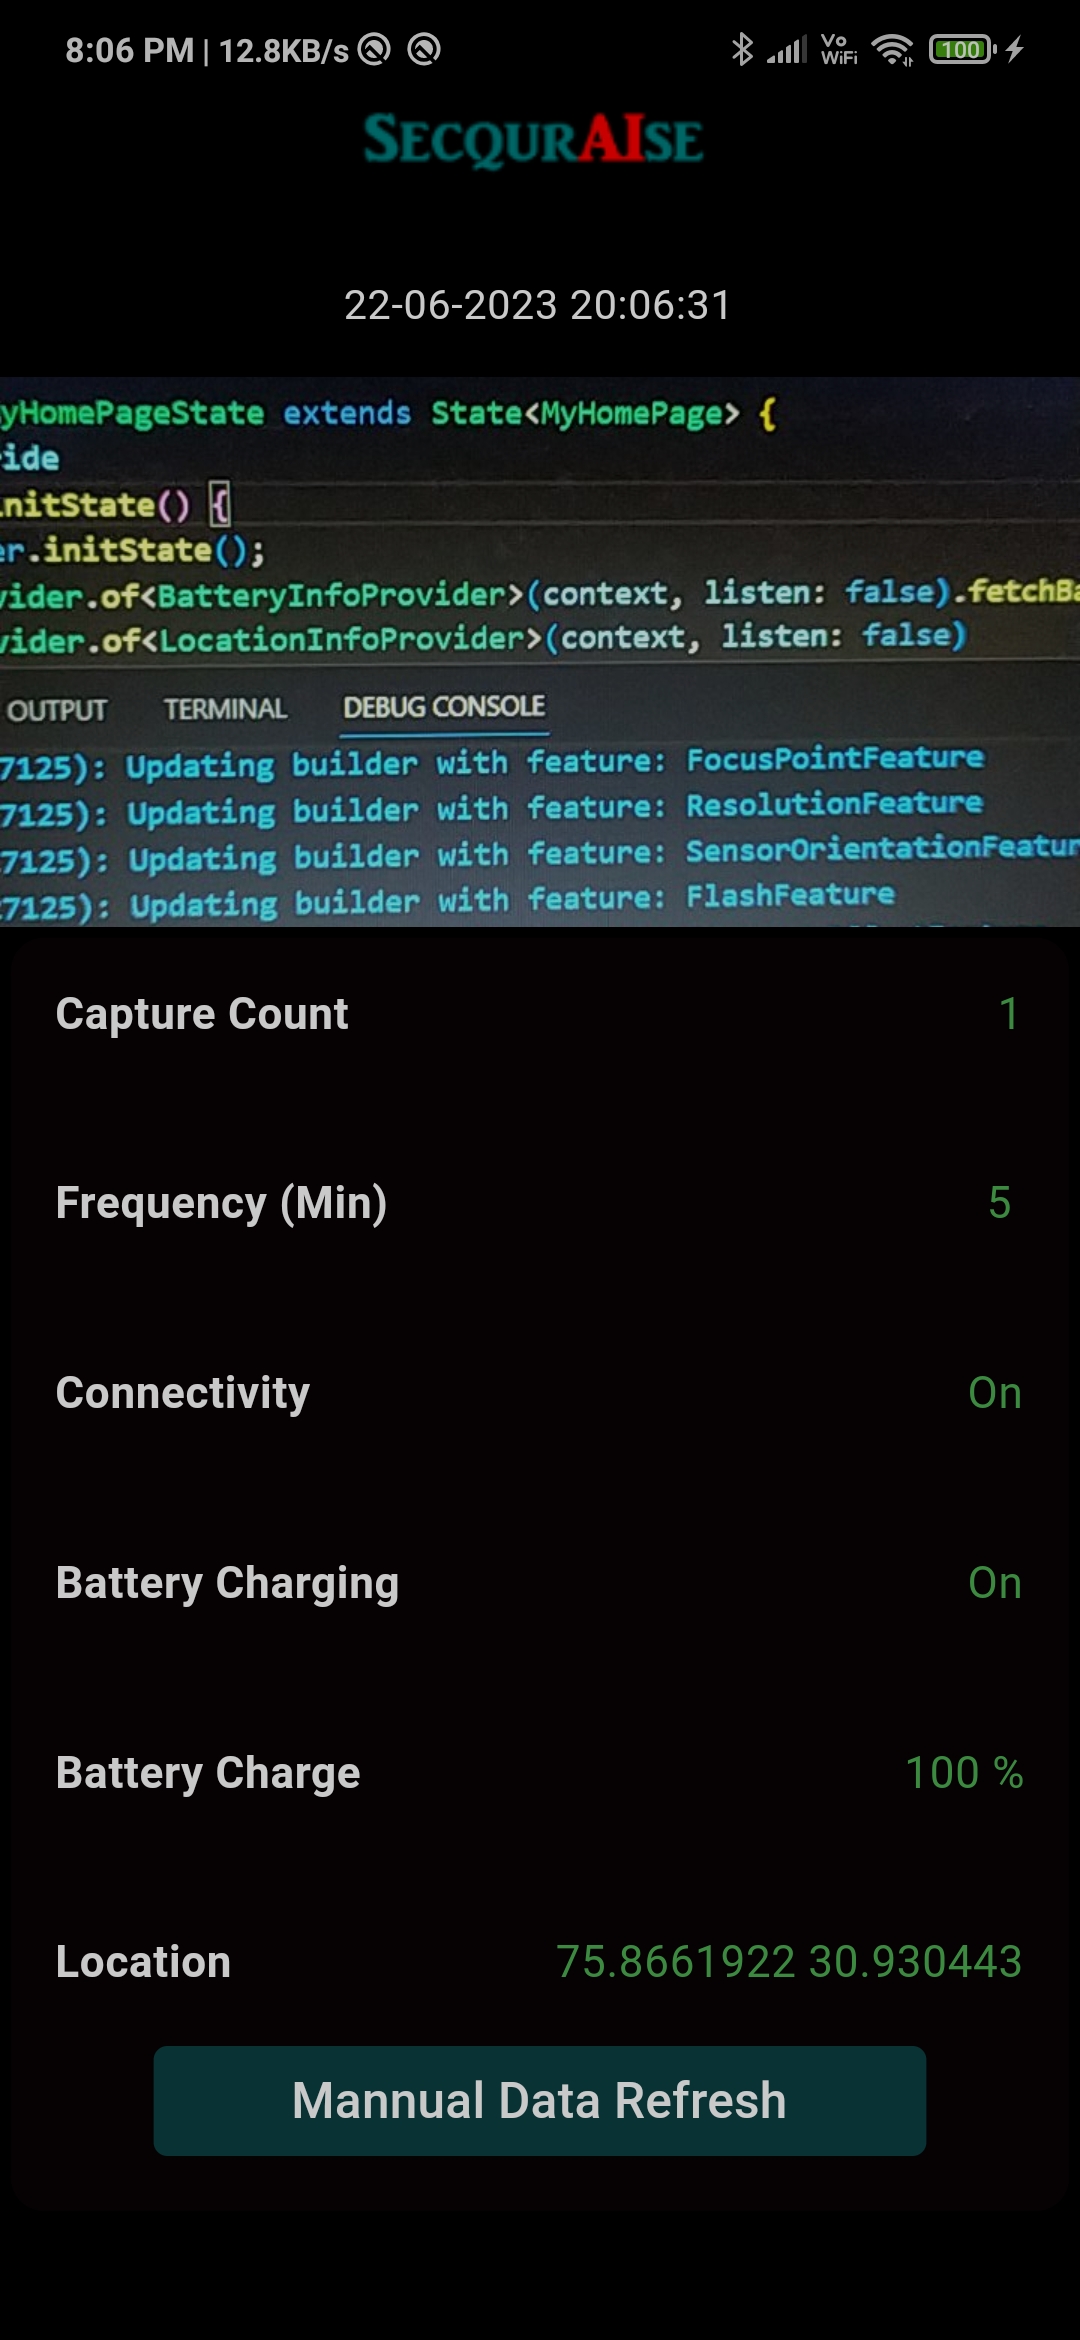 8:06 PM | 12.8KB/s
Vo WiFi 100
SECQURAISE
22-06-2023 20:06:31
yHomePageState extends State<MyHomePage> {
ride
initState() {
er.initState();
vider.of<BatteryInfoProvider>(context, listen: false).fetchBa
vider.of<LocationInfoProvider>(context, listen: false)
OUTPUT TERMINAL DEBUG CONSOLE
7125): Updating builder with feature: FocusPointFeature
7125): Updating builder with feature: ResolutionFeature
7125): Updating builder with feature: SensorOrientationFeatur
27125): Updating builder with feature: FlashFeature
Capture Count 1
Frequency (Min) 5
Connectivity On
Battery Charging On
Battery Charge 100 %
Location 75.8661922 30.930443
Mannual Data Refresh